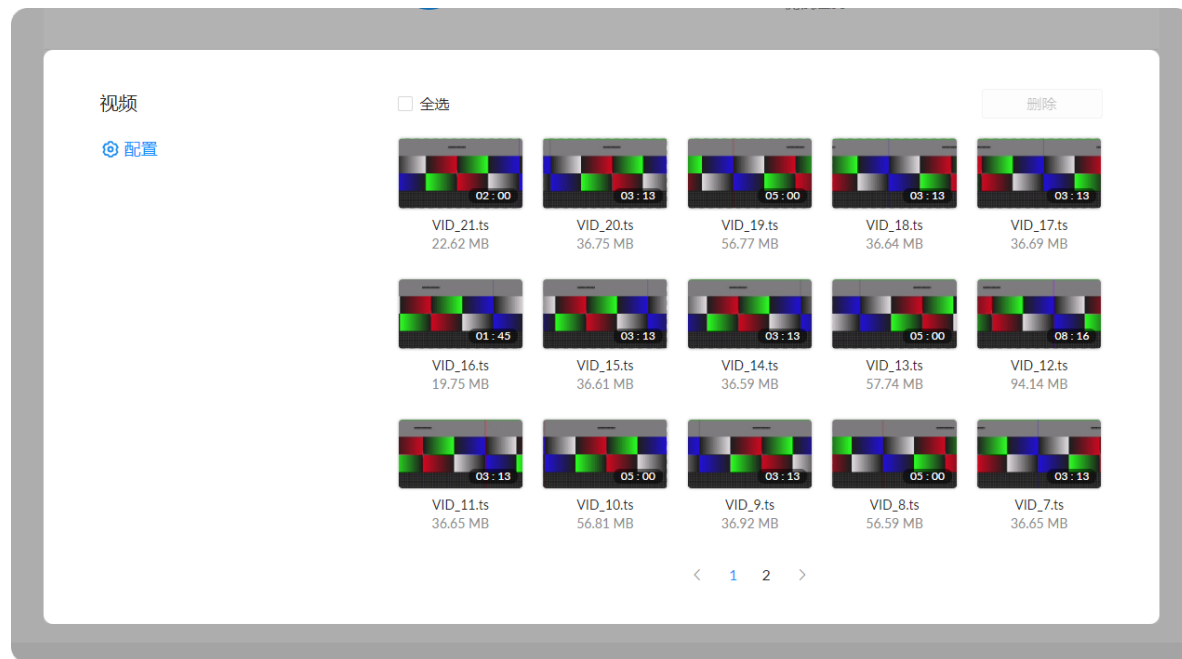 视频
全选
删除
配置
02 : 00
03 : 13
05 : 00
03 : 13
03 : 13
VID_21.ts
VID_20.ts
VID_19.ts
VID_18.ts
VID_17.ts
22.62 MB
36.75 MB
56.77 MB
36.64 MB
36.69 MB
01 : 45
03 : 13
03 : 13
05 : 00
08 : 16
VID_16.ts
VID_15.ts
VID_14.ts
VID_13.ts
VID_12.ts
19.75 MB
36.61 MB
36.59 MB
57.74 MB
94.14 MB
03 : 13
05 : 00
03 : 13
05 : 00
03 : 13
VID_11.ts
VID_10.ts
VID_9.ts
VID_8.ts
VID_7.ts
36.65 MB
56.81 MB
36.92 MB
56.59 MB
36.65 MB
1 2